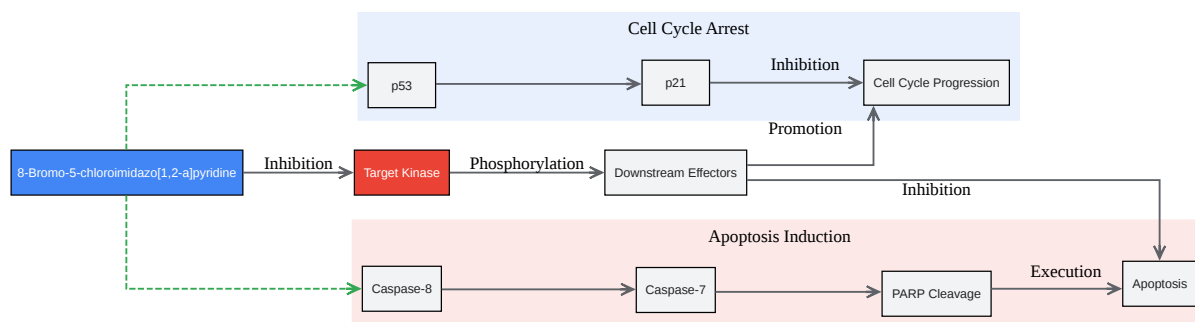 Cell Cycle Arrest
p53
p21
Inhibition
Cell Cycle Progression
Promotion
8-Bromo-5-chloroimidazo[1,2-a]pyridine
Inhibition
Target Kinase
Phosphorylation
Downstream Effectors
Inhibition
Apoptosis Induction
Caspase-8
Caspase-7
PARP Cleavage
Execution
Apoptosis